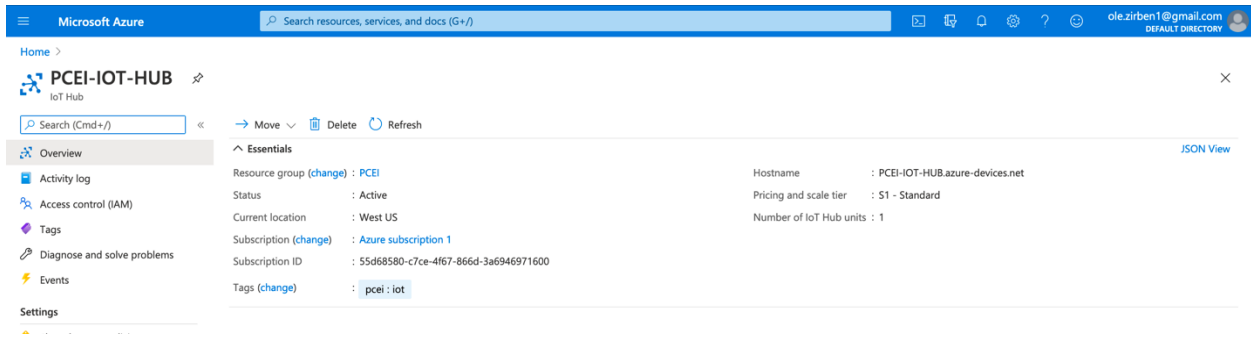 Microsoft Azure
Search resources, services, and docs (G+/)
ole.zirben1@gmail.com
DEFAULT DIRECTORY
Home >
PCEI-IOT-HUB
IoT Hub
Search (Cmd+/)
«
Move
Delete
Refresh
Overview
Activity log
Access control (IAM)
Tags
Diagnose and solve problems
Events
Settings
Essentials
JSON View
Resource group (change) : PCEI
Status : Active
Current location : West US
Subscription (change) : Azure subscription 1
Subscription ID : 55d68580-c7ce-4f67-866d-3a6946971600
Tags (change) : pcei : iot
Hostname : PCEI-IOT-HUB.azure-devices.net
Pricing and scale tier : S1 - Standard
Number of IoT Hub units : 1